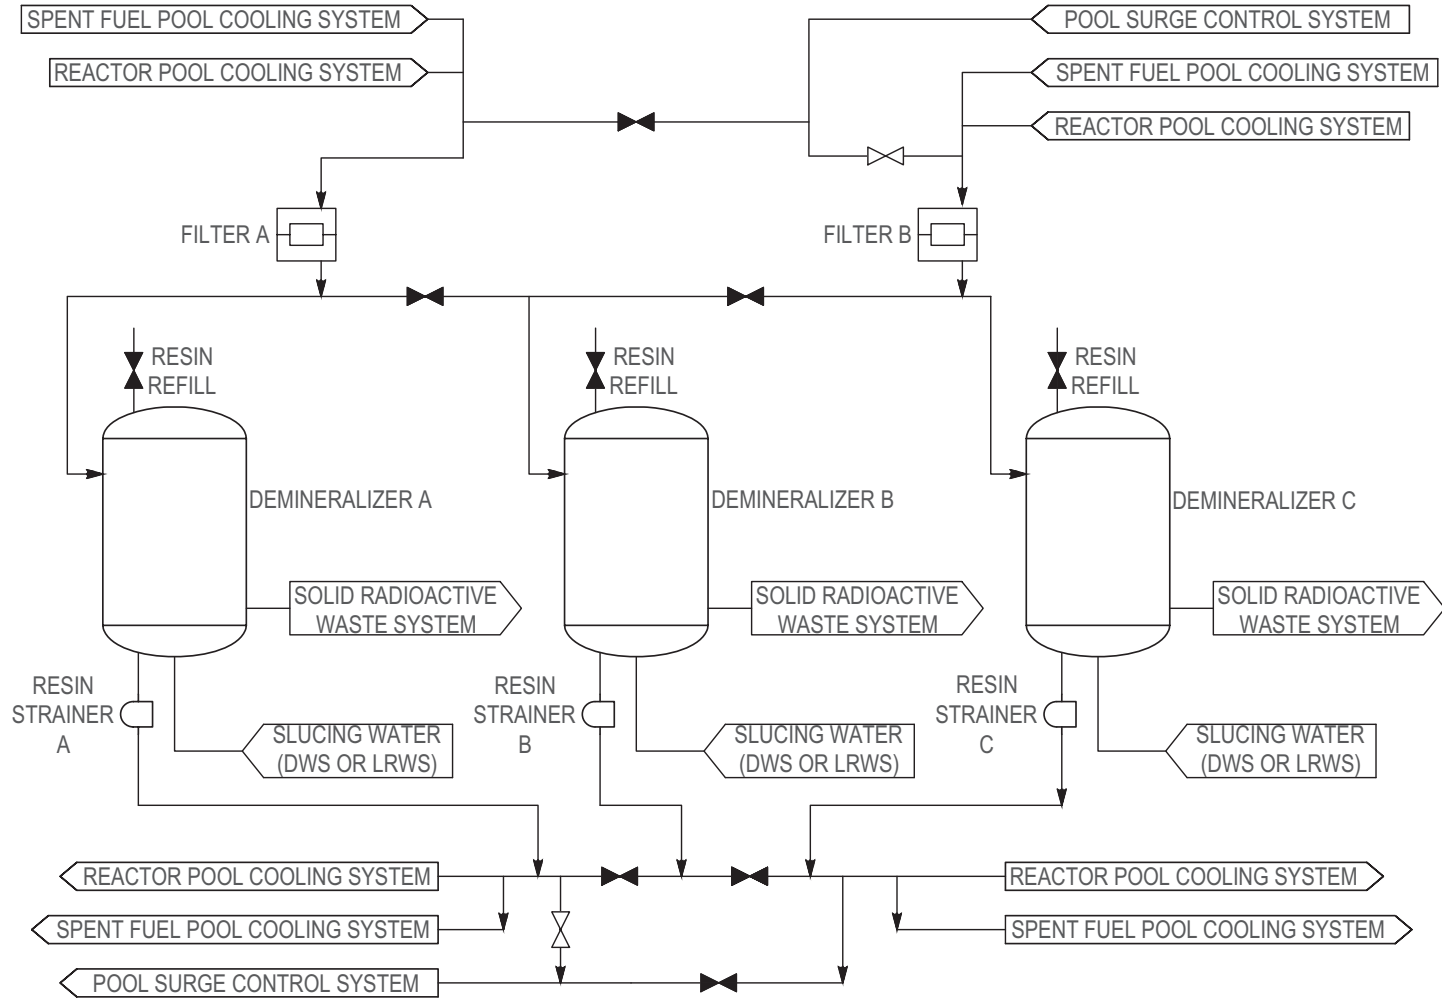 SPENT FUEL POOL COOLING SYSTEM
POOL SURGE CONTROL SYSTEM
REACTOR POOL COOLING SYSTEM
SPENT FUEL POOL COOLING SYSTEM
REACTOR POOL COOLING SYSTEM
FILTER A
FILTER B
RESIN
REFILL
RESIN
REFILL
RESIN
REFILL
DEMINERALIZER A
DEMINERALIZER B
DEMINERALIZER C
SOLID RADIOACTIVE
WASTE SYSTEM
SOLID RADIOACTIVE
WASTE SYSTEM
SOLID RADIOACTIVE
WASTE SYSTEM
RESIN
STRAINER
A
RESIN
STRAINER
B
RESIN
STRAINER
C
SLUCING WATER
(DWS OR LRWS)
SLUCING WATER
(DWS OR LRWS)
SLUCING WATER
(DWS OR LRWS)
REACTOR POOL COOLING SYSTEM
REACTOR POOL COOLING SYSTEM
SPENT FUEL POOL COOLING SYSTEM
SPENT FUEL POOL COOLING SYSTEM
POOL SURGE CONTROL SYSTEM